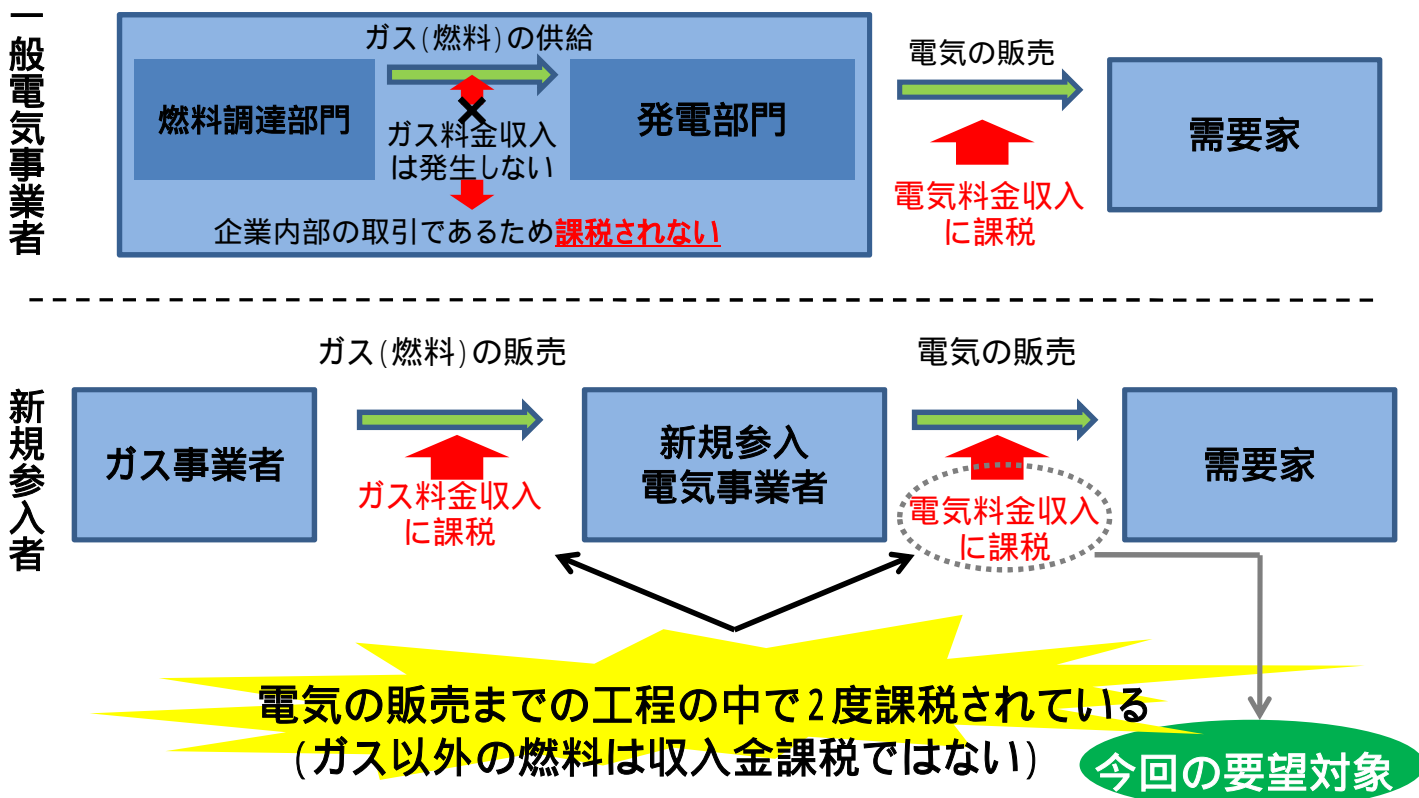 一般電気事業者
ガス(燃料)の供給
燃料調達部門
ガス料金収入
は発生しない
発電部門
企業内部の取引であるため課税されない
電気の販売
電気料金収入
に課税
需要家
新規参入者
ガス(燃料)の販売
ガス事業者
ガス料金収入
に課税
新規参入
電気事業者
電気の販売
電気料金収入
に課税
需要家
電気の販売までの工程の中で2度課税されている
(ガス以外の燃料は収入金課税ではない)
今回の要望対象